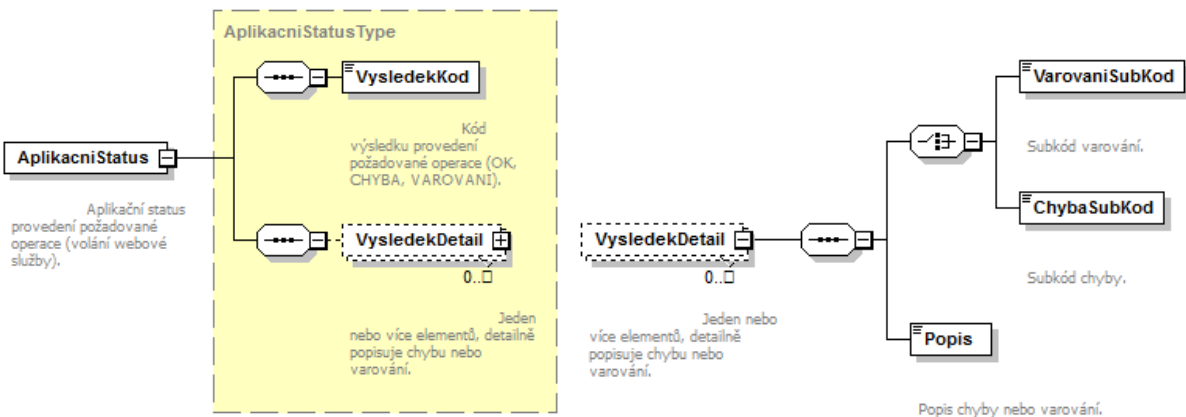 AplikacniStatusType
VysledekKod
Kód
výsledku provedení
požadované operace (OK,
CHYBA, VAROVANI).
AplikacniStatus
Aplikační status
provedení požadované
operace (volání webové
služby).
VysledekDetail
0..□
Jeden
nebo více elementů, detailně
popisuje chybu nebo
varování.
VysledekDetail
0..□
Jeden nebo
více elementů, detailně
popisuje chybu nebo
varování.
VarovaniSubKod
Subkód varování.
ChybaSubKod
Subkód chyby.
Popis
Popis chyby nebo varování.